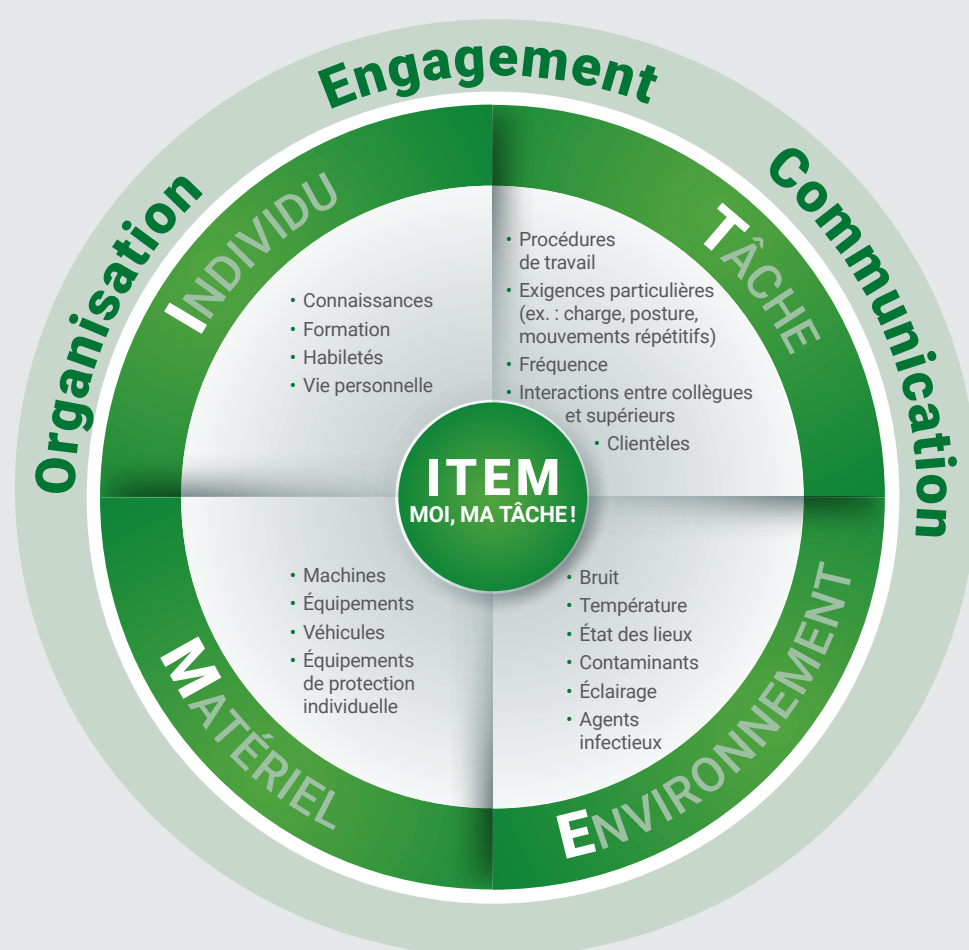 Engagement
Organisation
Communication
INDIVIDU
• Connaissances
• Formation
• Habiletés
• Vie personnelle
TÂCHE
• Procédures
de travail
• Exigences particulières
(ex. : charge, posture,
mouvements répétitifs)
• Fréquence
• Interactions entre collègues
et supérieurs
• Clientèles
ITEM
MOI, MA TÂCHE !
MATÉRIEL
• Machines
• Équipements
• Véhicules
• Équipements
de protection
individuelle
ENVIRONNEMENT
• Bruit
• Température
• État des lieux
• Contaminants
• Éclairage
• Agents
infectieux